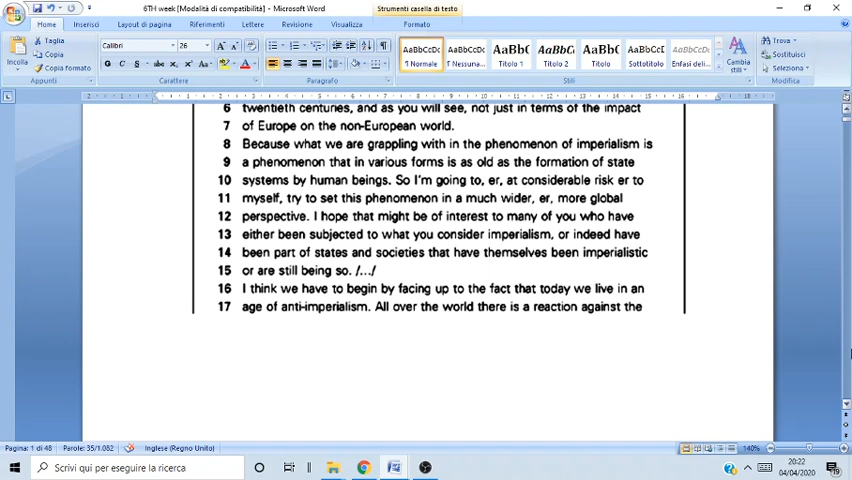 6TH week [Modalità di compatibilità] - Microsoft Word
Strumenti casella di testo
Home Inserisci Layout di pagina Riferimenti Lettere Revisione Visualizza Formato
Incolla
Taglia
Copia
Copia formato
Appunti
Calibri 26
Carattere
Paragrafo
AaBbCcDc AaBbCcDc AaBbC AaBbCc AaBbC AaBbCcI AaBbCcD
¶ Normale ¶ Nessuna... Titolo 1 Titolo 2 Titolo Sottotitolo Enfasi deli...
Stili
Cambia stili
Trova
Sostituisci
Seleziona
Modifica
6 twentieth centuries, and as you will see, not just in terms of the impact
7 of Europe on the non-European world.
8 Because what we are grappling with in the phenomenon of imperialism is
9 a phenomenon that in various forms is as old as the formation of state
10 systems by human beings. So I'm going to, er, at considerable risk er to
11 myself, try to set this phenomenon in a much wider, er, more global
12 perspective. I hope that might be of interest to many of you who have
13 either been subjected to what you consider imperialism, or indeed have
14 been part of states and societies that have themselves been imperialistic
15 or are still being so. /.../
16 I think we have to begin by facing up to the fact that today we live in an
17 age of anti-imperialism. All over the world there is a reaction against the
Pagina: 1 di 48 Parole: 35/1.082 Inglese (Regno Unito) 140%
Scrivi qui per eseguire la ricerca
20:22
04/04/2020
19